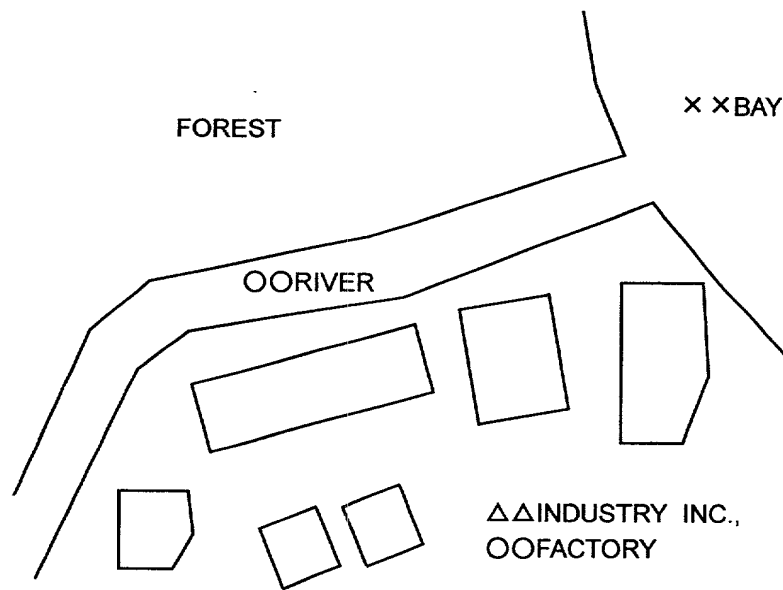 ××BAY
FOREST
○○RIVER
△△INDUSTRY INC.,
○○FACTORY